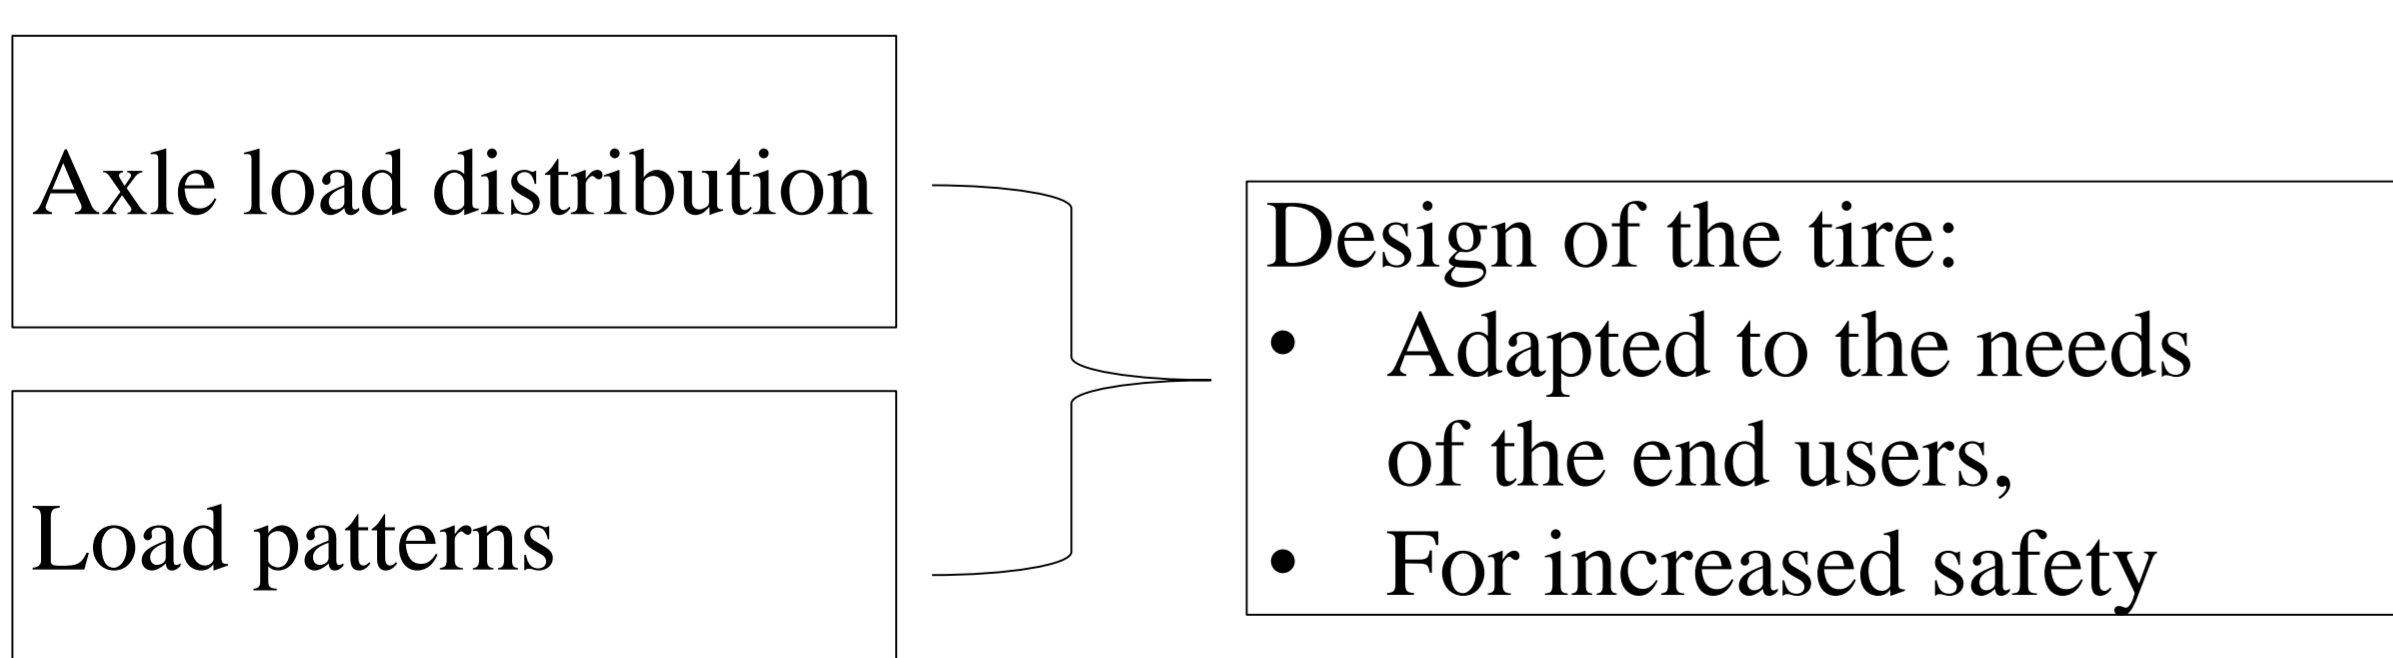 Axle load distribution
Load patterns
Design of the tire:
• Adapted to the needs
of the end users,
• For increased safety